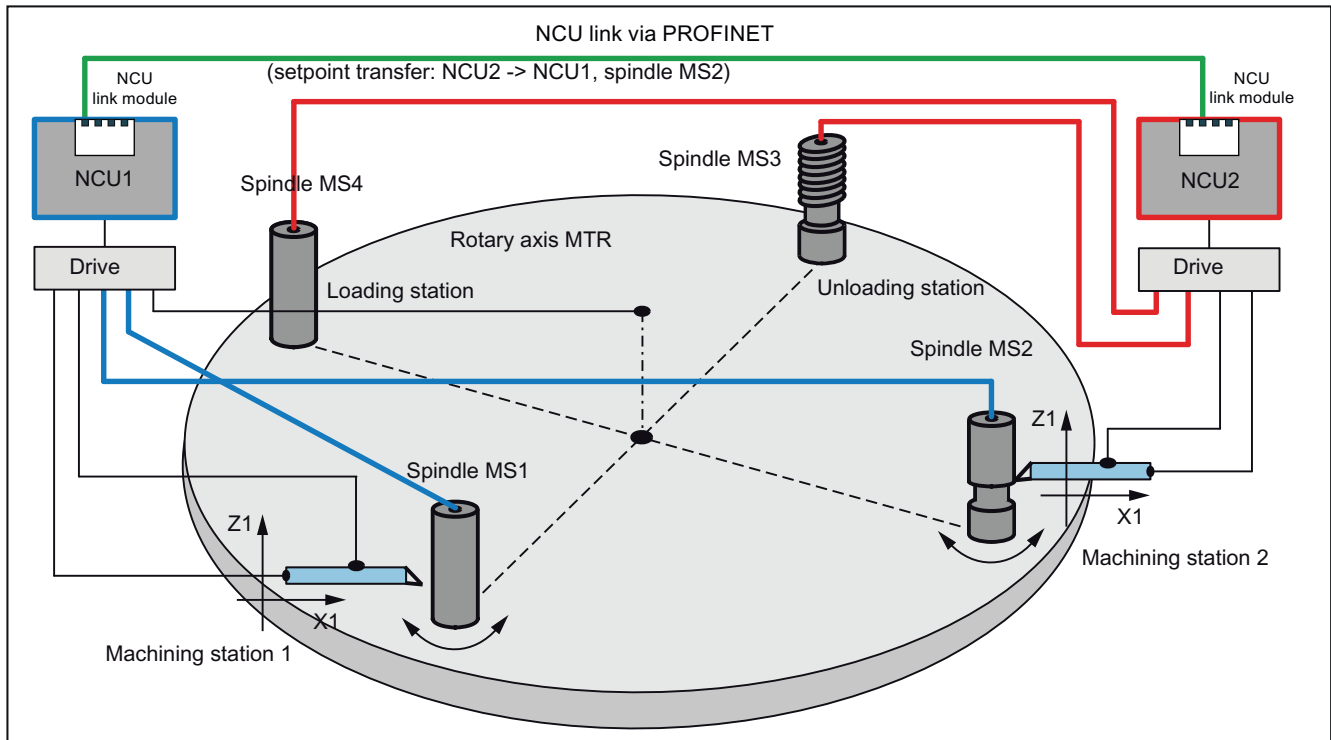 NCU link via PROFINET
(setpoint transfer: NCU2 -> NCU1, spindle MS2)
NCU
link module
NCU
link module
NCU1
NCU2
Spindle MS4
Spindle MS3
Rotary axis MTR
Drive
Drive
Loading station
Unloading station
Spindle MS2
Z1
Spindle MS1
X1
Z1
Machining station 2
X1
Machining station 1